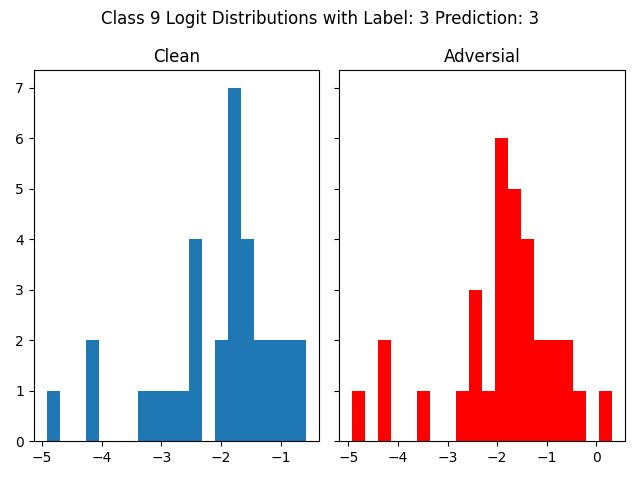 Class 9 Logit Distributions with Label: 3 Prediction: 3
Clean
Adversial
7
6
5
4
3
2
1
0
−5 −4 −3 −2 −1
−5 −4 −3 −2 −1 0